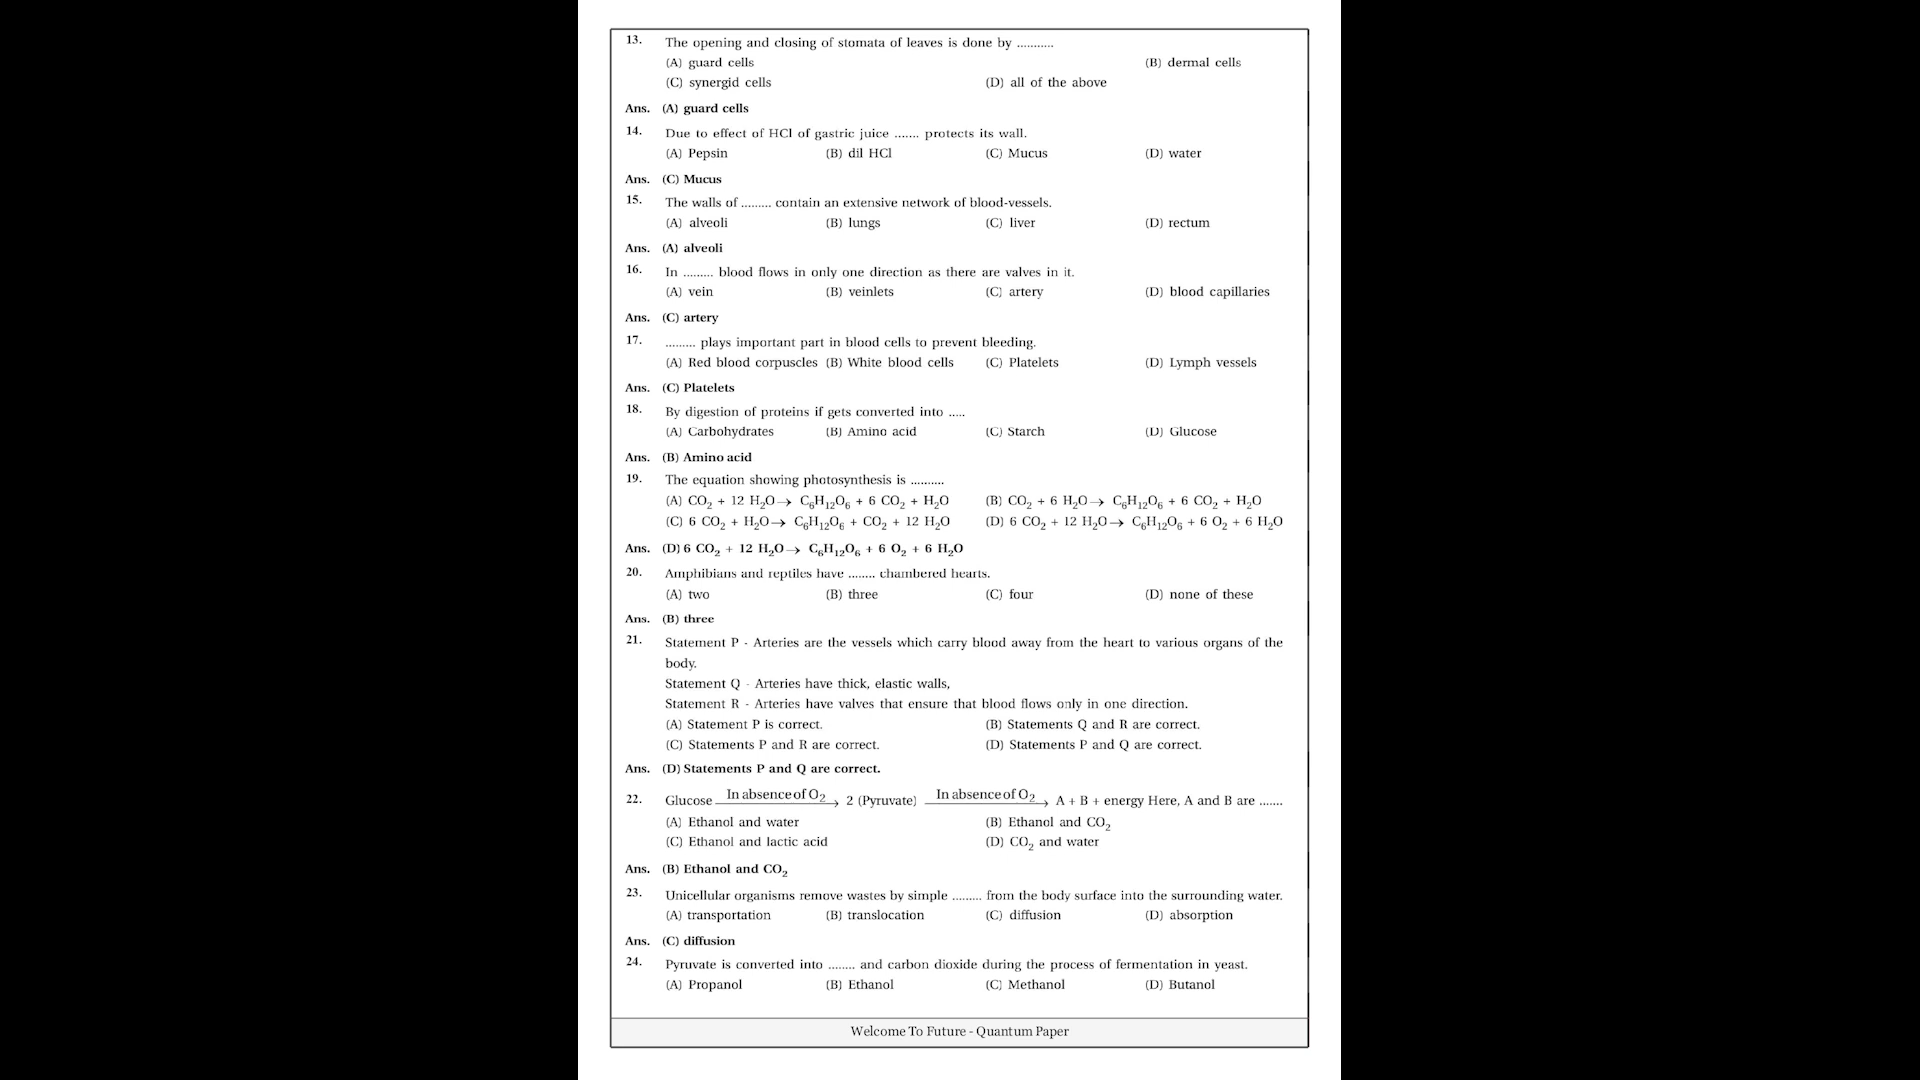 13. The opening and closing of stomata of leaves is done by ...........
(A) guard cells (B) dermal cells
(C) synergid cells (D) all of the above
Ans. (A) guard cells
14. Due to effect of HCl of gastric juice ....... protects its wall.
(A) Pepsin (B) dil HCl (C) Mucus (D) water
Ans. (C) Mucus
15. The walls of ......... contain an extensive network of blood-vessels.
(A) alveoli (B) lungs (C) liver (D) rectum
Ans. (A) alveoli
16. In ......... blood flows in only one direction as there are valves in it.
(A) vein (B) veinlets (C) artery (D) blood capillaries
Ans. (C) artery
17. ......... plays important part in blood cells to prevent bleeding.
(A) Red blood corpuscles (B) White blood cells (C) Platelets (D) Lymph vessels
Ans. (C) Platelets
18. By digestion of proteins if gets converted into .....
(A) Carbohydrates (B) Amino acid (C) Starch (D) Glucose
Ans. (B) Amino acid
19. The equation showing photosynthesis is ..........
(A) CO₂ + 12 H₂O→ C₆H₁₂O₆ + 6 CO₂ + H₂O (B) CO₂ + 6 H₂O→ C₆H₁₂O₆ + 6 CO₂ + H₂O
(C) 6 CO₂ + H₂O→ C₆H₁₂O₆ + CO₂ + 12 H₂O (D) 6 CO₂ + 12 H₂O→ C₆H₁₂O₆ + 6 O₂ + 6 H₂O
Ans. (D) 6 CO₂ + 12 H₂O→ C₆H₁₂O₆ + 6 O₂ + 6 H₂O
20. Amphibians and reptiles have ........ chambered hearts.
(A) two (B) three (C) four (D) none of these
Ans. (B) three
21. Statement P - Arteries are the vessels which carry blood away from the heart to various organs of the
body.
Statement Q - Arteries have thick, elastic walls,
Statement R - Arteries have valves that ensure that blood flows only in one direction.
(A) Statement P is correct. (B) Statements Q and R are correct.
(C) Statements P and R are correct. (D) Statements P and Q are correct.
Ans. (D) Statements P and Q are correct.
22. Glucose In absence of O₂ → 2 (Pyruvate) In absence of O₂ → A + B + energy Here, A and B are .......
(A) Ethanol and water (B) Ethanol and CO₂
(C) Ethanol and lactic acid (D) CO₂ and water
Ans. (B) Ethanol and CO₂
23. Unicellular organisms remove wastes by simple ......... from the body surface into the surrounding water.
(A) transportation (B) translocation (C) diffusion (D) absorption
Ans. (C) diffusion
24. Pyruvate is converted into ........ and carbon dioxide during the process of fermentation in yeast.
(A) Propanol (B) Ethanol (C) Methanol (D) Butanol
Welcome To Future - Quantum Paper